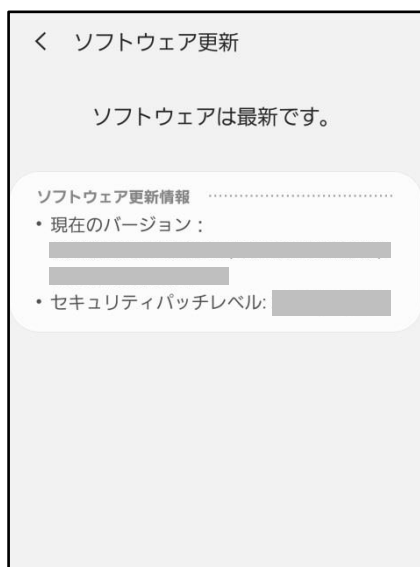 ソフトウェア更新
ソフトウェアは最新です。
ソフトウェア更新情報
・現在のバージョン：
・セキュリティパッチレベル: